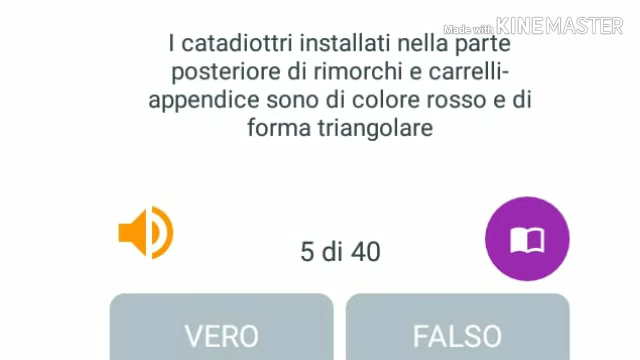 Made with KINEMASTER
I catadiottri installati nella parte
posteriore di rimorchi e carrelli-
appendice sono di colore rosso e di
forma triangolare
5 di 40
VERO
FALSO